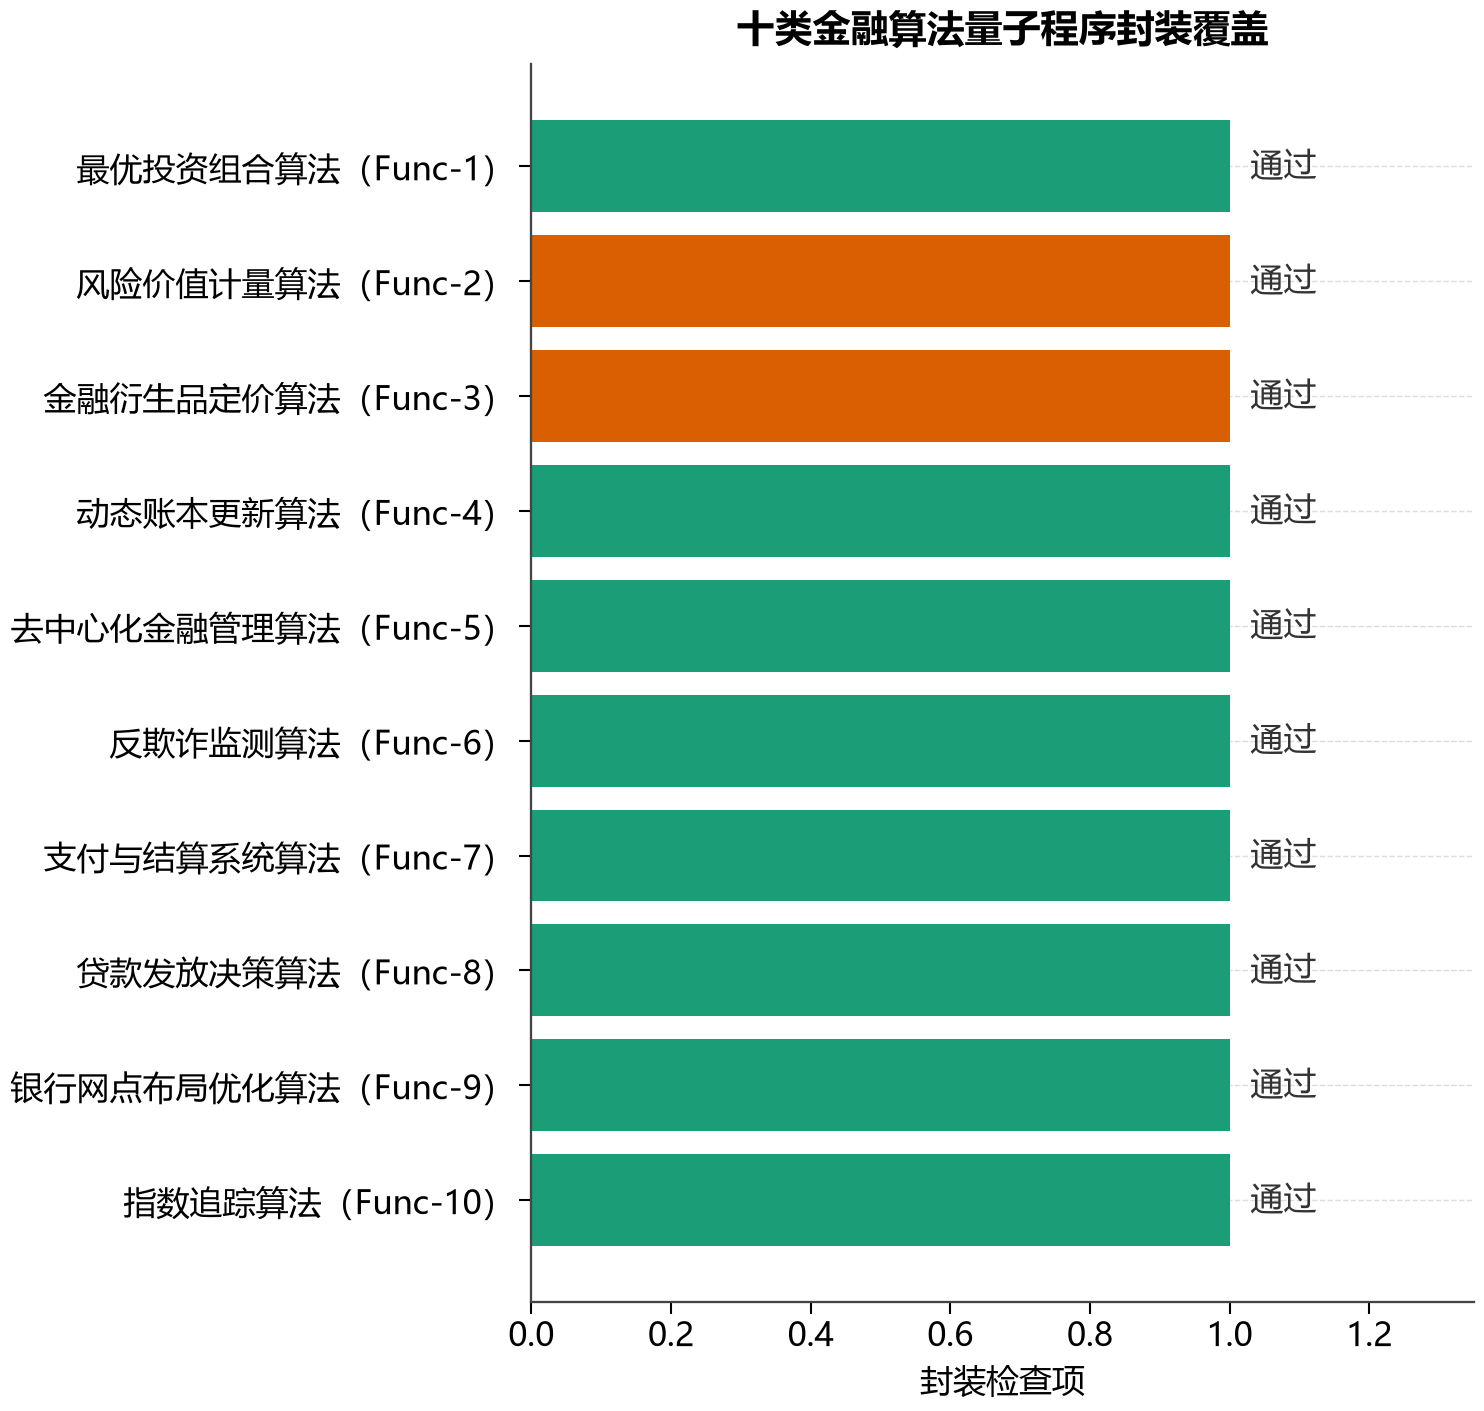 十类金融算法量子程序封装覆盖
最优投资组合算法（Func-1） 通过
风险价值计量算法（Func-2） 通过
金融衍生品定价算法（Func-3） 通过
动态账本更新算法（Func-4） 通过
去中心化金融管理算法（Func-5） 通过
反欺诈监测算法（Func-6） 通过
支付与结算系统算法（Func-7） 通过
贷款发放决策算法（Func-8） 通过
银行网点布局优化算法（Func-9） 通过
指数追踪算法（Func-10） 通过
0.0 0.2 0.4 0.6 0.8 1.0 1.2
封装检查项